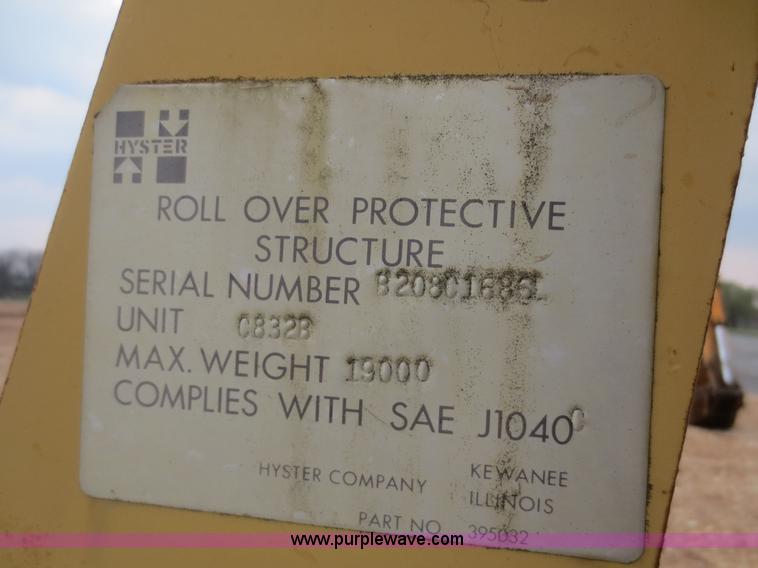 HYSTER
ROLL OVER PROTECTIVE
STRUCTURE
SERIAL NUMBER B208C1686L
UNIT C832B
MAX. WEIGHT 19000
COMPLIES WITH SAE J1040C
HYSTER COMPANY KEWANEE
ILLINOIS
PART NO 395032
www.purplewave.com